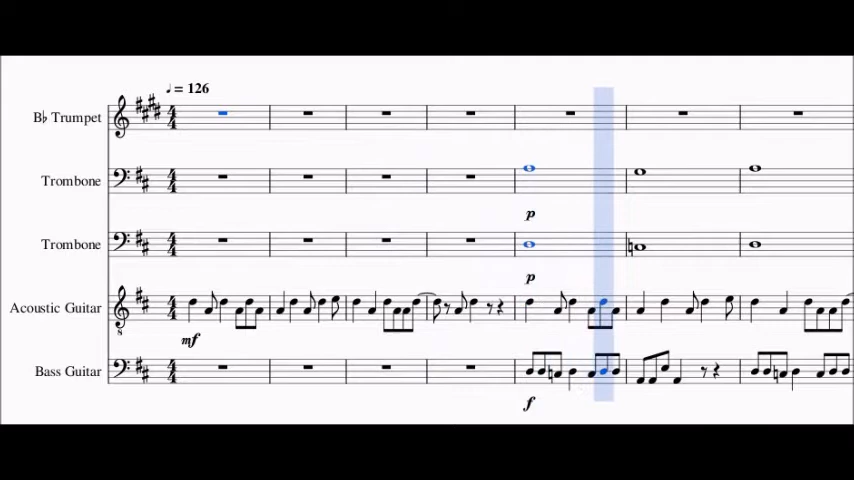 ♩ = 126
B♭ Trumpet
Trombone
p
Trombone
p
Acoustic Guitar
mf
Bass Guitar
f